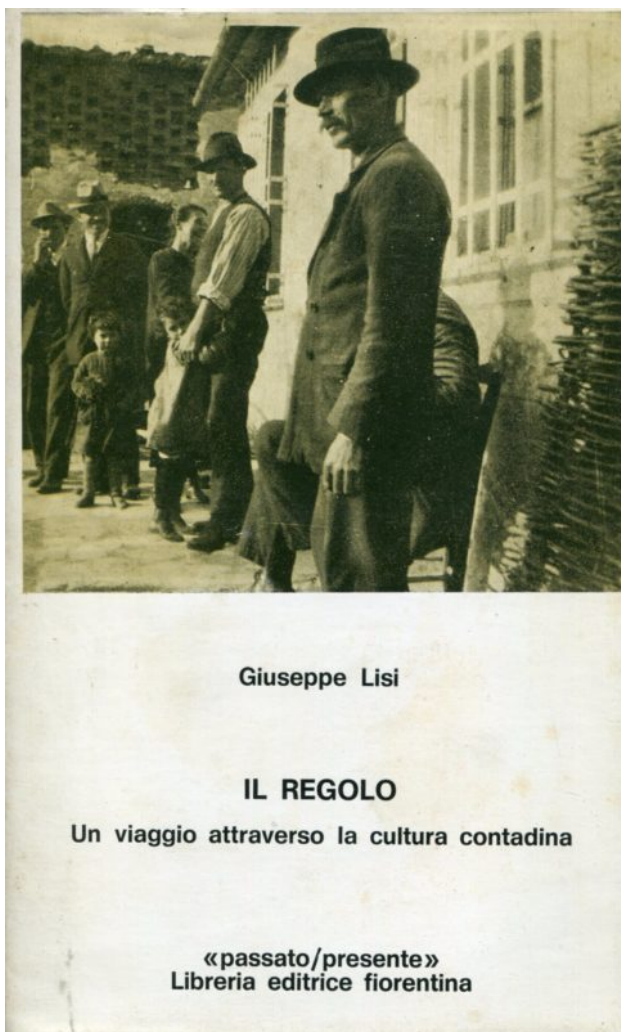 Giuseppe Lisi
IL REGOLO
Un viaggio attraverso la cultura contadina
«passato/presente»
Libreria editrice fiorentina